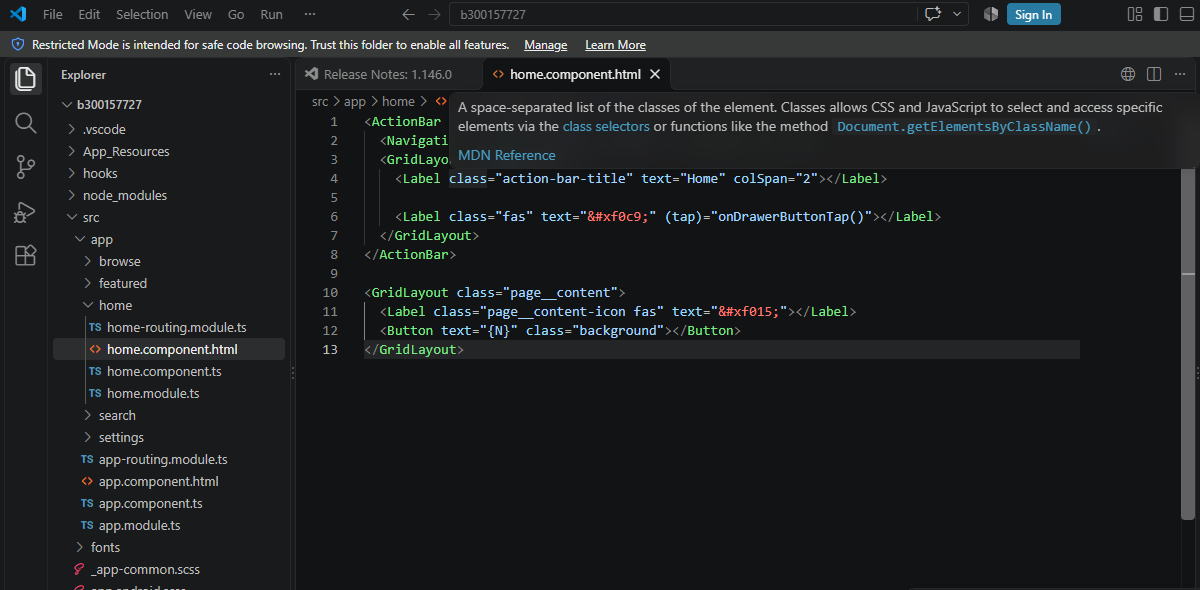 File Edit Selection View Go Run ··· b300157727 Sign In
Restricted Mode is intended for safe code browsing. Trust this folder to enable all features. Manage Learn More
Explorer ···
b300157727
.vscode
App_Resources
hooks
node_modules
src
app
browse
featured
home
TS home-routing.module.ts
<> home.component.html
TS home.component.ts
TS home.module.ts
search
settings
TS app-routing.module.ts
<> app.component.html
TS app.component.ts
TS app.module.ts
fonts
_app-common.scss
Release Notes: 1.146.0 <> home.component.html
src > app > home > <>
A space-separated list of the classes of the element. Classes allows CSS and JavaScript to select and access specific
elements via the class selectors or functions like the method Document.getElementsByClassName() .
MDN Reference
1 <ActionBar
2 <Navigati
3 <GridLayou
4 <Label class="action-bar-title" text="Home" colSpan="2"></Label>
5
6 <Label class="fas" text="&#xf0c9;" (tap)="onDrawerButtonTap()"></Label>
7 </GridLayout>
8 </ActionBar>
9
10 <GridLayout class="page__content">
11 <Label class="page__content-icon fas" text="&#xf015;"></Label>
12 <Button text="{N}" class="background"></Button>
13 </GridLayout>